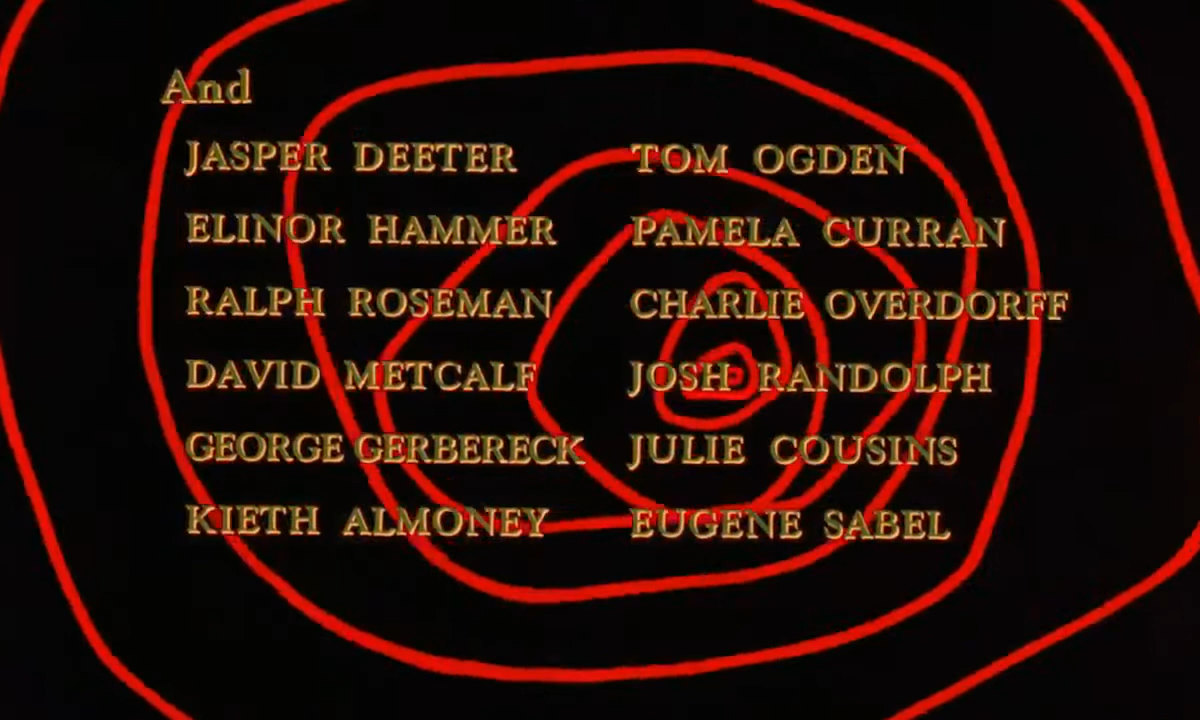 And
JASPER DEETER TOM OGDEN
ELINOR HAMMER PAMELA CURRAN
RALPH ROSEMAN CHARLIE OVERDORFF
DAVID METCALF JOSH RANDOLPH
GEORGE GERBERECK JULIE COUSINS
KIETH ALMONEY EUGENE SABEL